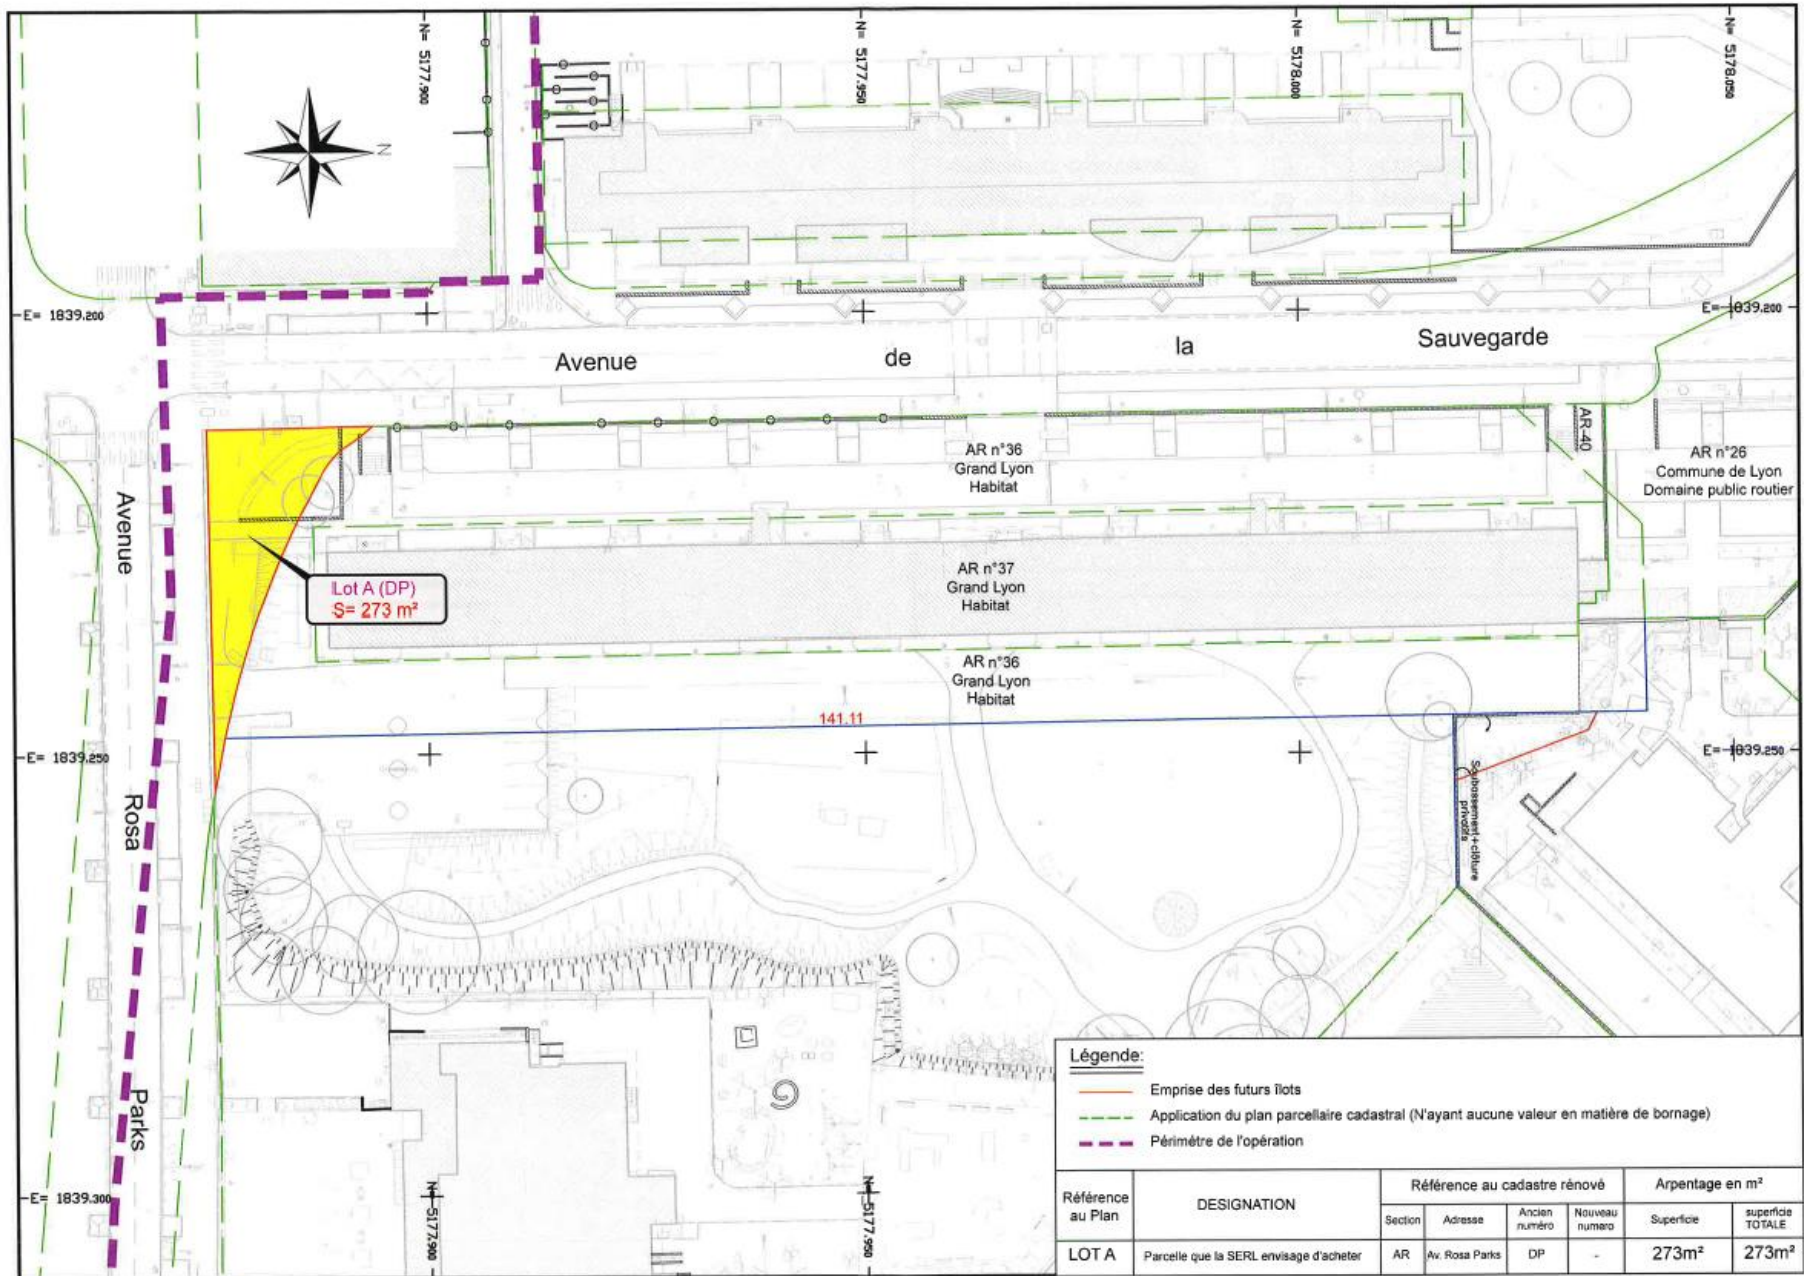 N= 5177.900
N= 5177.950
N= 5178.000
N= 5178.050
N
E= 1839.200
E= 1839.200
Avenue de la Sauvegarde
AR n°36
Grand Lyon
Habitat
AR-40
AR n°26
Commune de Lyon
Domaine public routier
Avenue Rosa Parks
Lot A (DP)
S= 273 m²
AR n°37
Grand Lyon
Habitat
AR n°36
Grand Lyon
Habitat
141.11
E= 1839.250
E= 1839.250
Soubassement+clôture
privatifs
E= 1839.300
N= 5177.900
N= 5177.950
Légende:
Emprise des futurs îlots
Application du plan parcellaire cadastral (N'ayant aucune valeur en matière de bornage)
Périmètre de l'opération
Référence au Plan
DESIGNATION
Référence au cadastre rénové
Arpentage en m²
Section
Adresse
Ancien numéro
Nouveau numero
Superficie
superficie TOTALE
LOT A
Parcelle que la SERL envisage d'acheter
AR
Av. Rosa Parks
DP
-
273m²
273m²